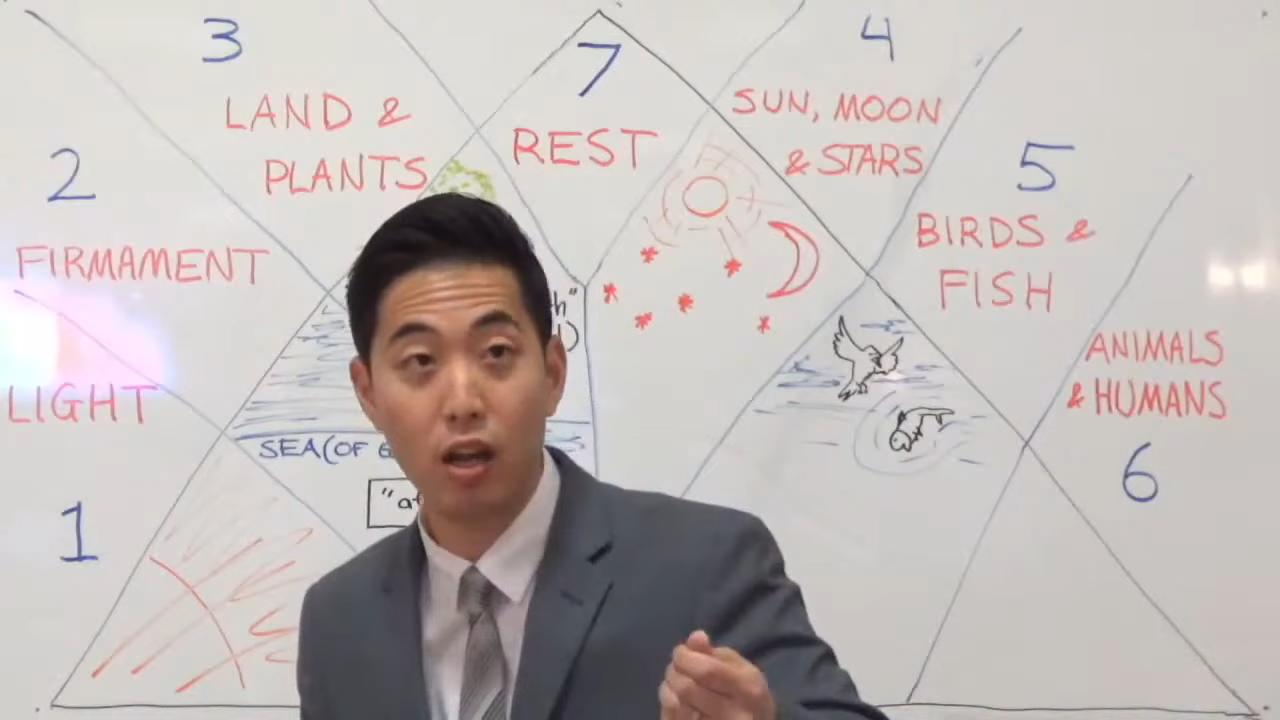 3
LAND &
PLANTS
7
REST
4
SUN, MOON
& STARS
2
FIRMAMENT
5
BIRDS &
FISH
LIGHT
1
ANIMALS
& HUMANS
6
SEA(OF